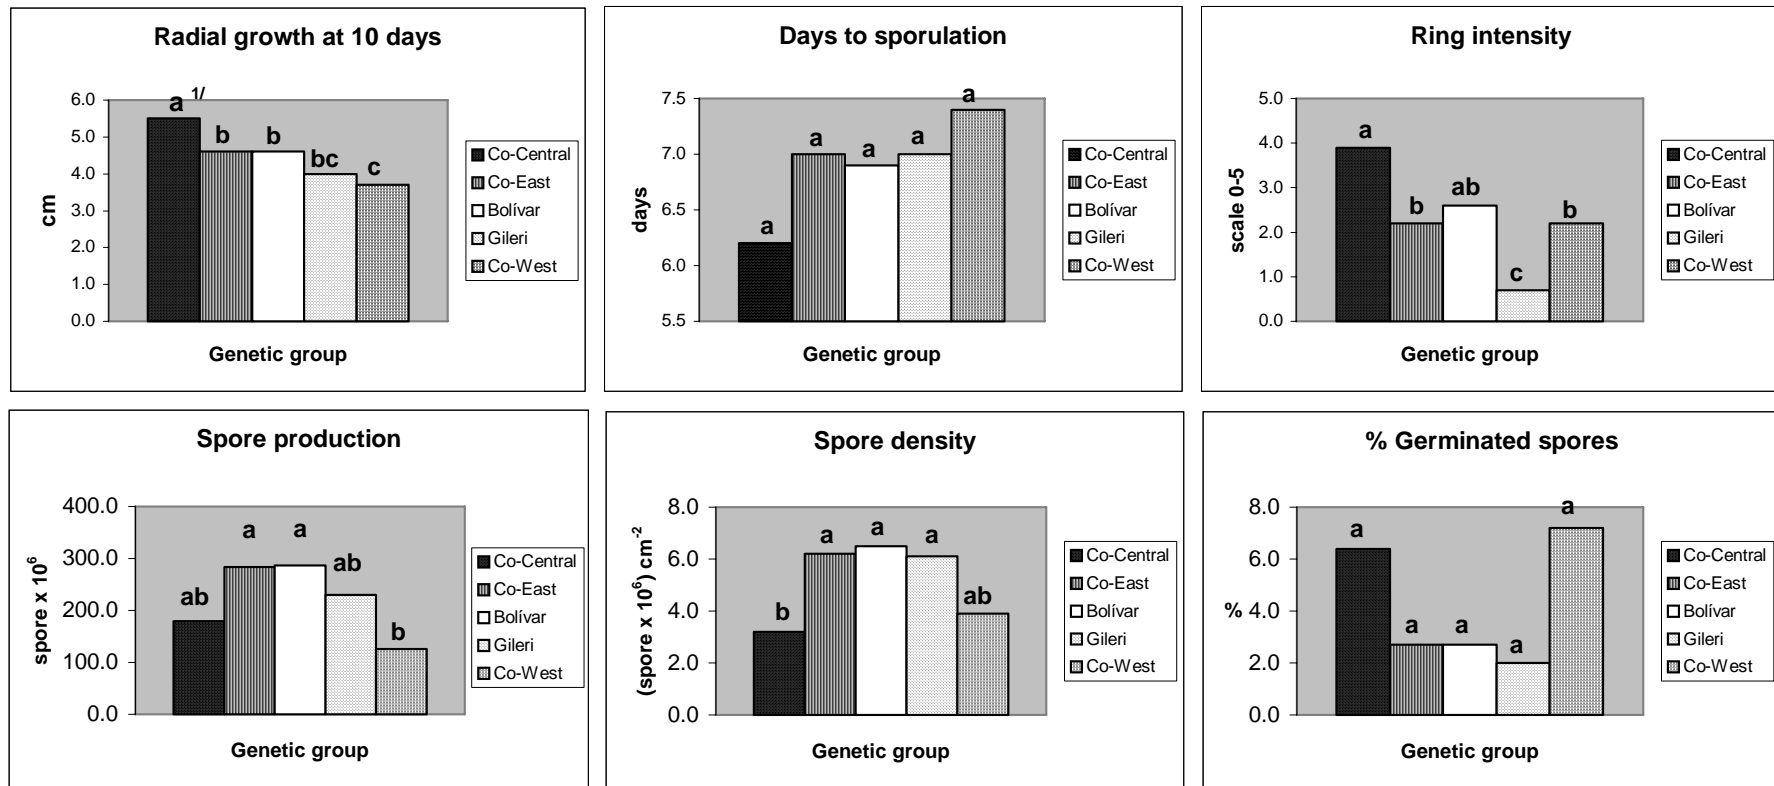 Radial growth at 10 days
6.0
5.0
4.0
3.0
2.0
1.0
0.0
cm
a 1/
b
b
bc
c
Genetic group
Co-Central
Co-East
Bolívar
Gileri
Co-West
Days to sporulation
7.5
7.0
6.5
6.0
5.5
days
a
a
a
a
a
Genetic group
Co-Central
Co-East
Bolívar
Gileri
Co-West
Ring intensity
5.0
4.0
3.0
2.0
1.0
0.0
scale 0-5
a
b
ab
c
b
Genetic group
Co-Central
Co-East
Bolívar
Gileri
Co-West
Spore production
400.0
300.0
200.0
100.0
0.0
spore x 10⁶
ab
a
a
ab
b
Genetic group
Co-Central
Co-East
Bolívar
Gileri
Co-West
Spore density
8.0
6.0
4.0
2.0
0.0
(spore x 10⁶) cm⁻²
b
a
a
a
ab
Genetic group
Co-Central
Co-East
Bolívar
Gileri
Co-West
% Germinated spores
8.0
6.0
4.0
2.0
0.0
%
a
a
a
a
a
Genetic group
Co-Central
Co-East
Bolívar
Gileri
Co-West